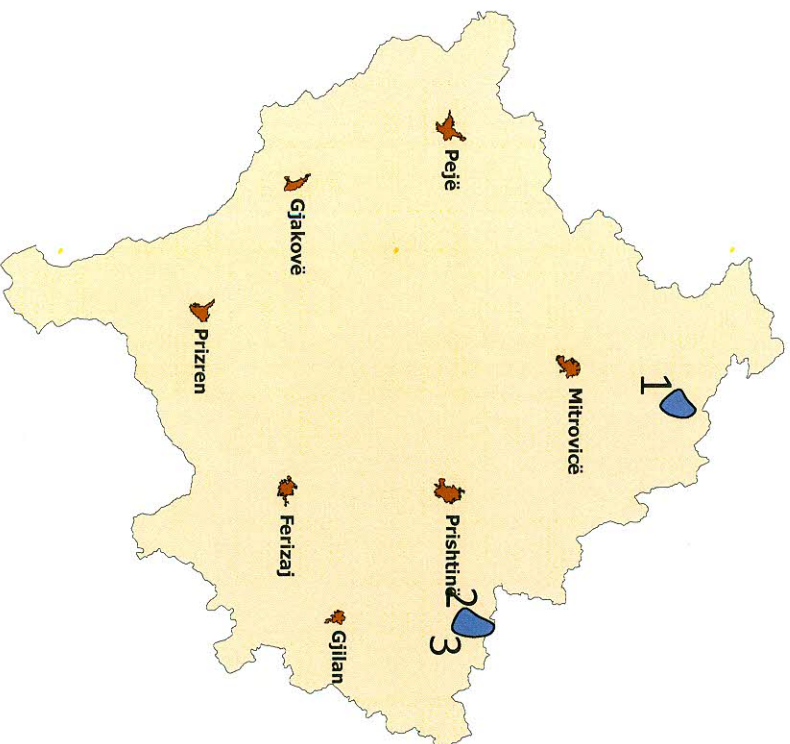 1
Mitrovicë
Pejë
Prishtinë
2
3
Gjilan
Gjakovë
Ferizaj
Prizren